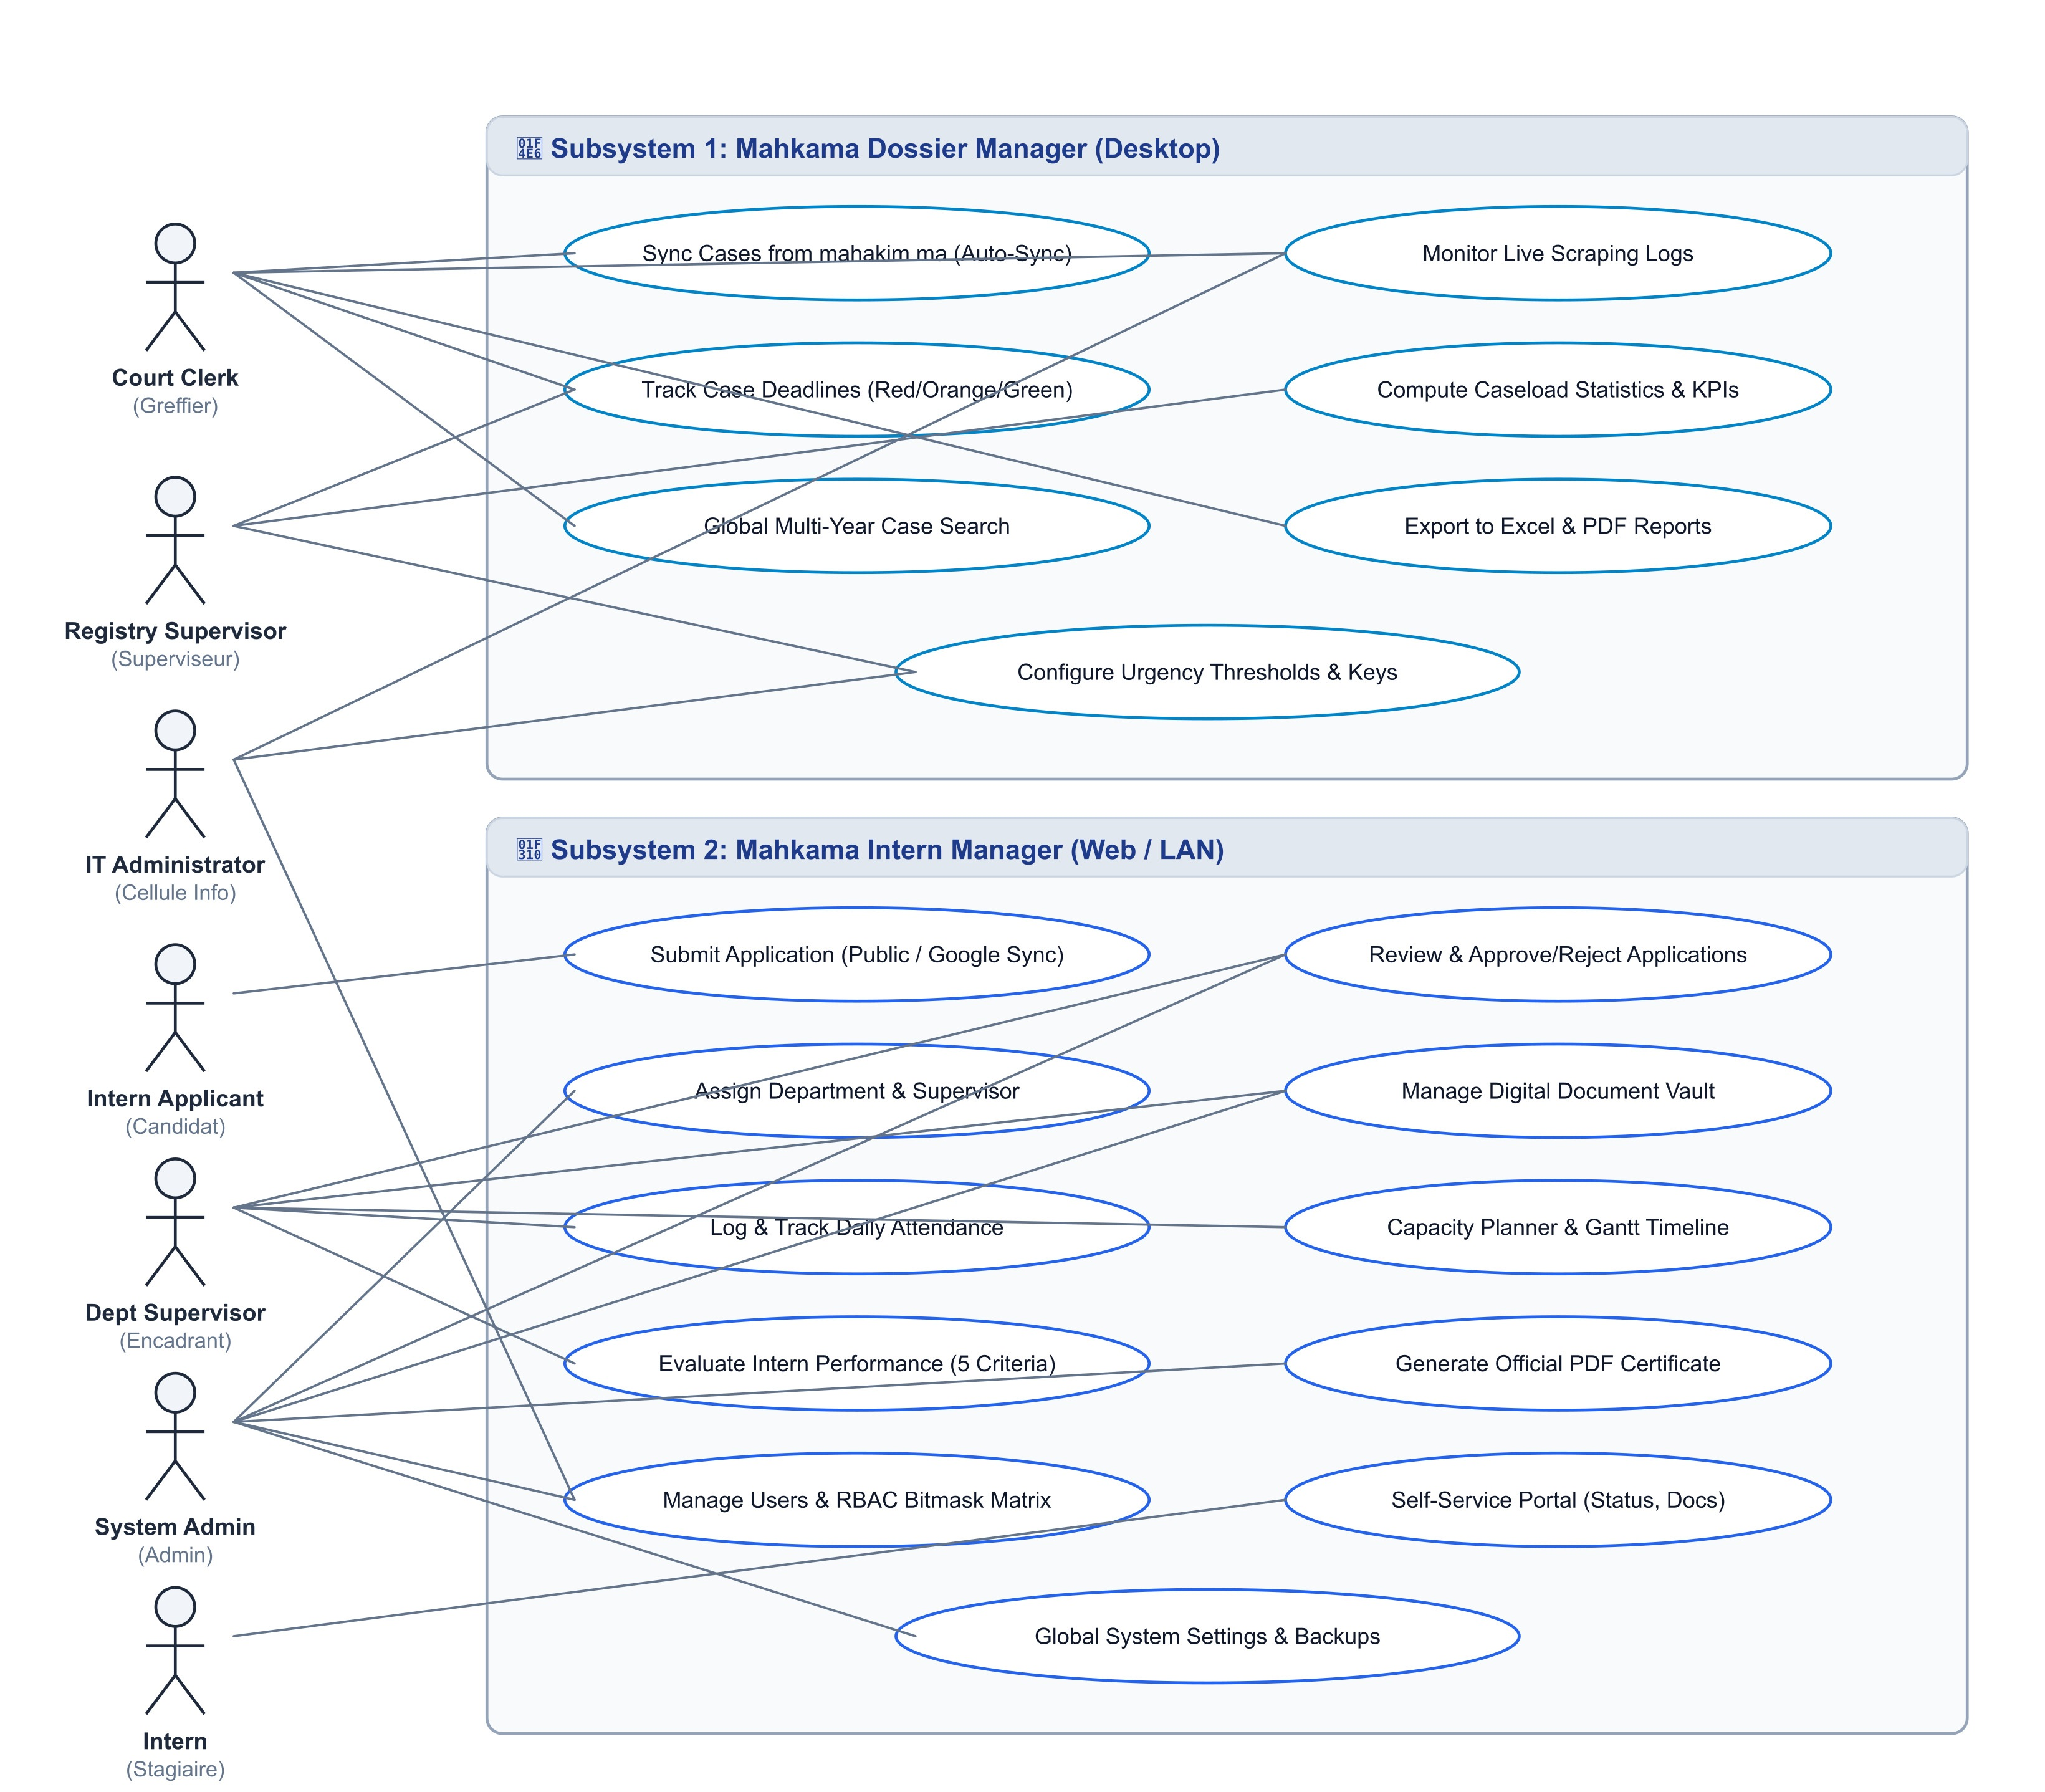 Subsystem 1: Mahkama Dossier Manager (Desktop)
Sync Cases from mahakim.ma (Auto-Sync)
Monitor Live Scraping Logs
Track Case Deadlines (Red/Orange/Green)
Compute Caseload Statistics & KPIs
Global Multi-Year Case Search
Export to Excel & PDF Reports
Configure Urgency Thresholds & Keys
Court Clerk
(Greffier)
Registry Supervisor
(Superviseur)
IT Administrator
(Cellule Info)
Subsystem 2: Mahkama Intern Manager (Web / LAN)
Submit Application (Public / Google Sync)
Review & Approve/Reject Applications
Assign Department & Supervisor
Manage Digital Document Vault
Log & Track Daily Attendance
Capacity Planner & Gantt Timeline
Evaluate Intern Performance (5 Criteria)
Generate Official PDF Certificate
Manage Users & RBAC Bitmask Matrix
Self-Service Portal (Status, Docs)
Global System Settings & Backups
Intern Applicant
(Candidat)
Dept Supervisor
(Encadrant)
System Admin
(Admin)
Intern
(Stagiaire)